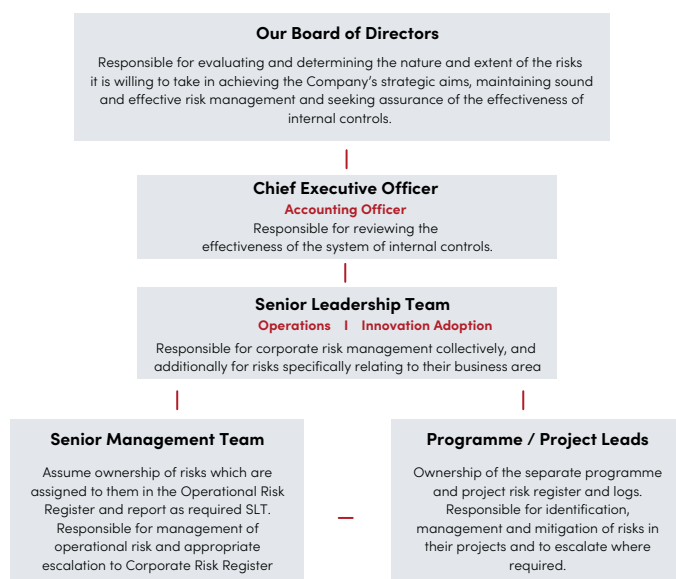 Our Board of Directors
Responsible for evaluating and determining the nature and extent of the risks
it is willing to take in achieving the Company’s strategic aims, maintaining sound
and effective risk management and seeking assurance of the effectiveness of
internal controls.
Chief Executive Officer
Accounting Officer
Responsible for reviewing the
effectiveness of the system of internal controls.
Senior Leadership Team
Operations I Innovation Adoption
Responsible for corporate risk management collectively, and
additionally for risks specifically relating to their business area
Senior Management Team
Assume ownership of risks which are
assigned to them in the Operational Risk
Register and report as required SLT.
Responsible for management of
operational risk and appropriate
escalation to Corporate Risk Register
Programme / Project Leads
Ownership of the separate programme
and project risk register and logs.
Responsible for identification,
management and mitigation of risks in
their projects and to escalate where
required.